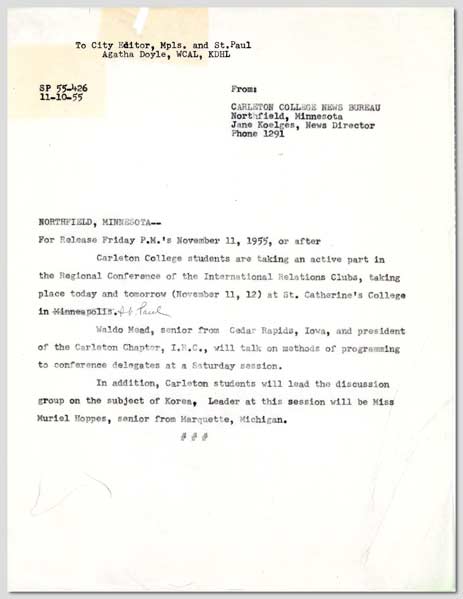 To City Editor, Mpls. and St.Paul
Agatha Doyle, WCAL, KDHL
SP 55-426
11-10-55
From:
CARLETON COLLEGE NEWS BUREAU
Northfield, Minnesota
Jane Koelges, News Director
Phone 1291
NORTHFIELD, MINNESOTA--
For Release Friday P.M.'s November 11, 1955, or after
Carleton College students are taking an active part in
the Regional Conference of the International Relations Clubs, taking
place today and tomorrow (November 11, 12) at St. Catherine's College
in Minneapolis. St Paul
Waldo Mead, senior from Cedar Rapids, Iowa, and president
of the Carleton Chapter, I.R.C., will talk on methods of programming
to conference delegates at a Saturday session.
In addition, Carleton students will lead the discussion
group on the subject of Korea, Leader at this session will be Miss
Muriel Hoppes, senior from Marquette, Michigan.
# # #